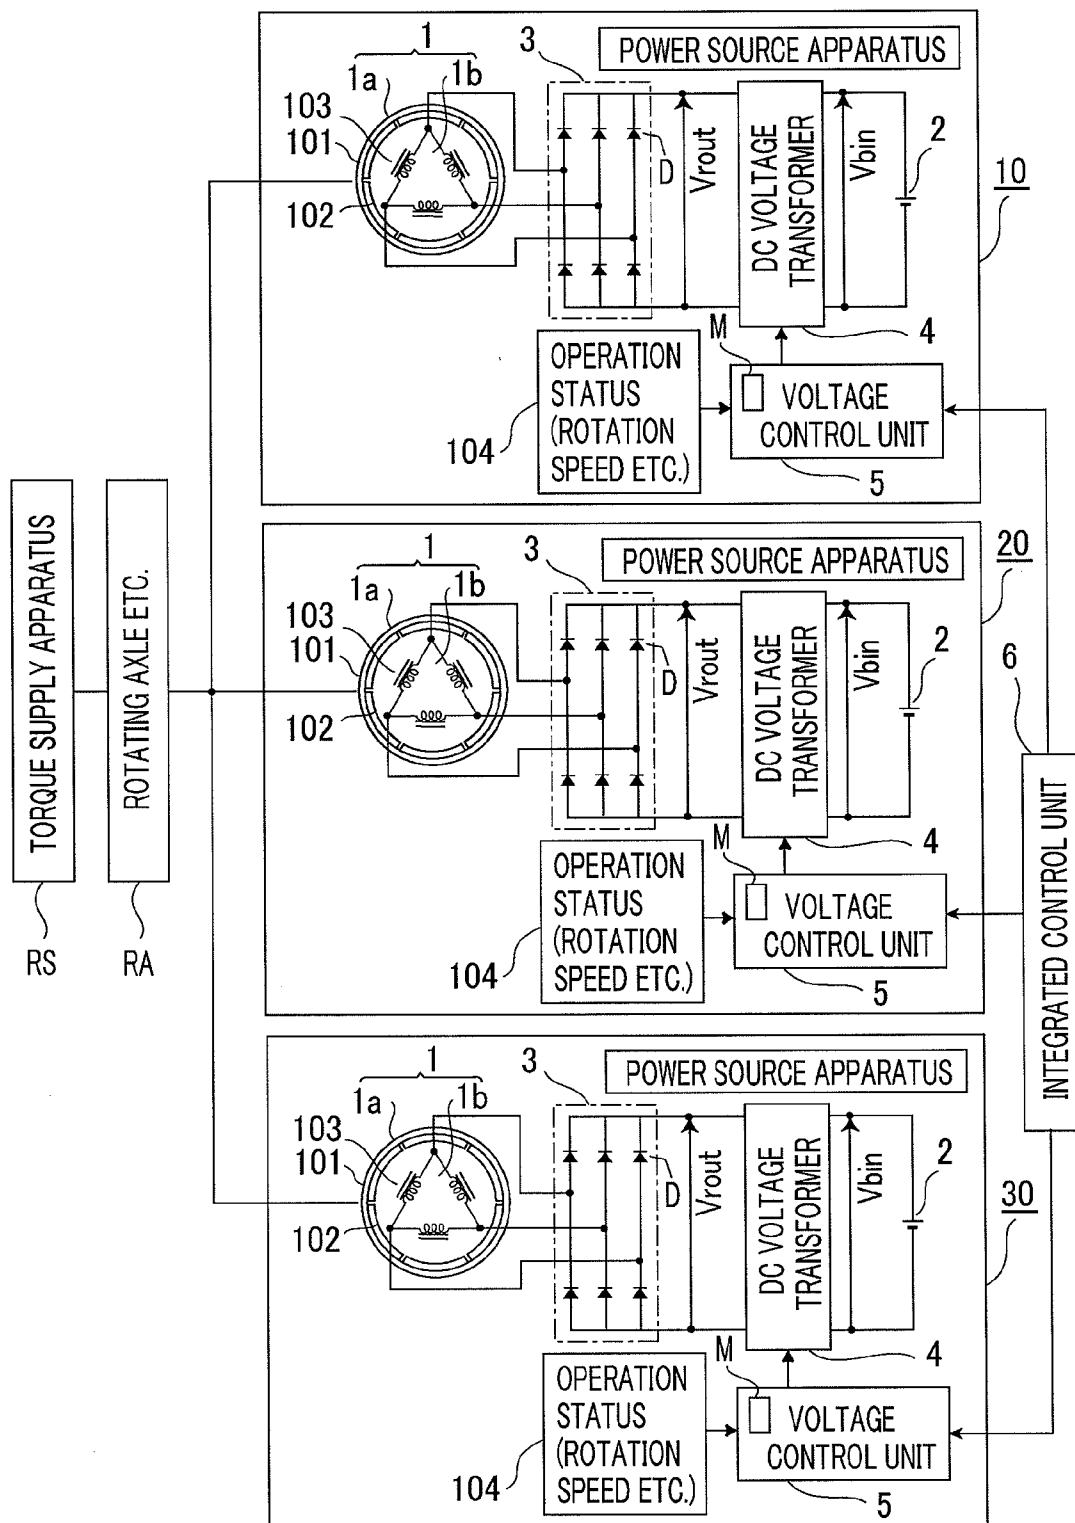 1
3
POWER SOURCE APPARATUS
1a
1b
103
101
102
D
Vrout
DC VOLTAGE
TRANSFORMER
Vbin
2
10
4
OPERATION
STATUS
(ROTATION
SPEED ETC.)
104
M
VOLTAGE
CONTROL UNIT
5
TORQUE SUPPLY APPARATUS
RS
ROTATING AXLE ETC.
RA
1
3
POWER SOURCE APPARATUS
1a
1b
103
101
102
D
Vrout
DC VOLTAGE
TRANSFORMER
Vbin
2
20
4
OPERATION
STATUS
(ROTATION
SPEED ETC.)
104
M
VOLTAGE
CONTROL UNIT
5
6
INTEGRATED CONTROL UNIT
1
3
POWER SOURCE APPARATUS
1a
1b
103
101
102
D
Vrout
DC VOLTAGE
TRANSFORMER
Vbin
2
30
4
OPERATION
STATUS
(ROTATION
SPEED ETC.)
104
M
VOLTAGE
CONTROL UNIT
5